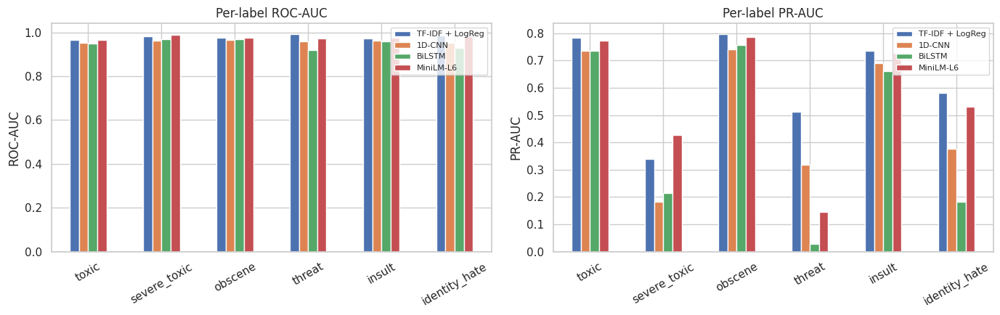 Per-label ROC-AUC
ROC-AUC
1.0
0.8
0.6
0.4
0.2
0.0
toxic
severe_toxic
obscene
threat
insult
identity_hate
TF-IDF + LogReg
1D-CNN
BiLSTM
MiniLM-L6
Per-label PR-AUC
PR-AUC
0.8
0.7
0.6
0.5
0.4
0.3
0.2
0.1
0.0
toxic
severe_toxic
obscene
threat
insult
identity_hate
TF-IDF + LogReg
1D-CNN
BiLSTM
MiniLM-L6